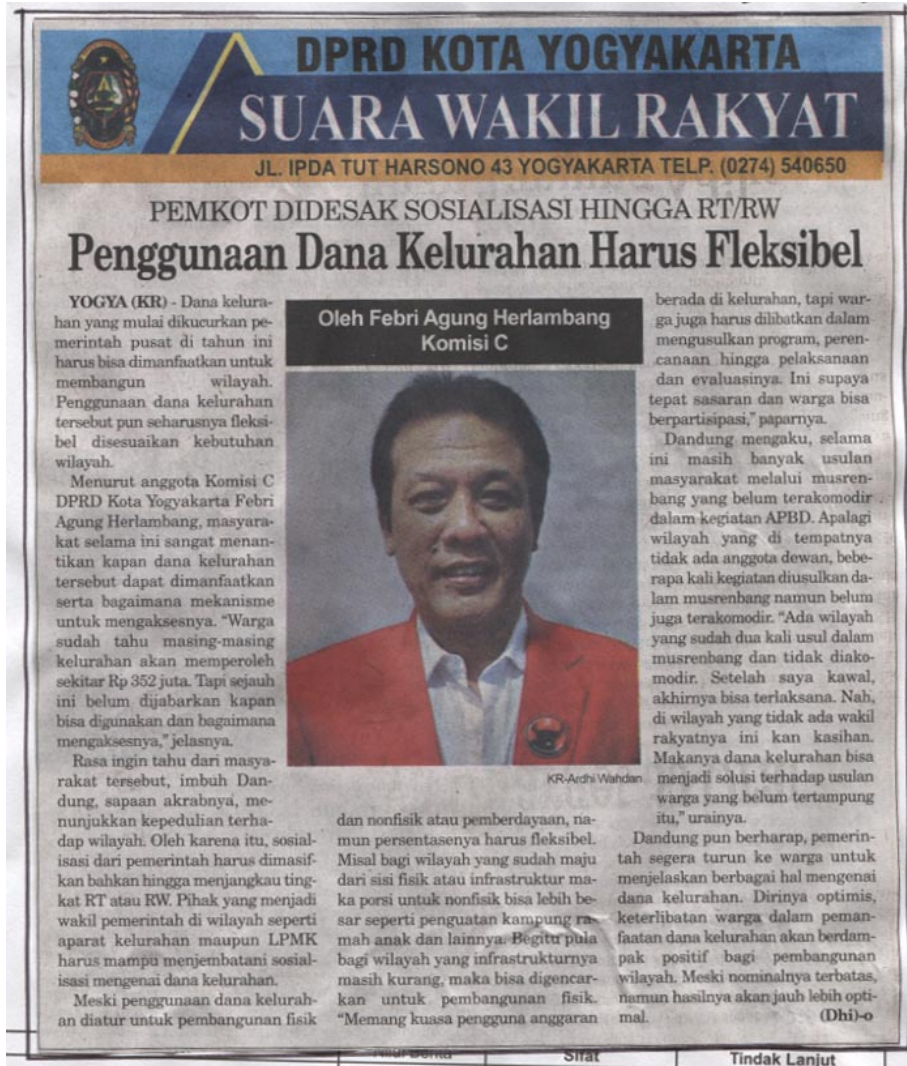 DPRD KOTA YOGYAKARTA
SUARA WAKIL RAKYAT
JL. IPDA TUT HARSONO 43 YOGYAKARTA TELP. (0274) 540650
PEMKOT DIDESAK SOSIALISASI HINGGA RT/RW
Penggunaan Dana Kelurahan Harus Fleksibel
YOGYA (KR) - Dana kelura-
han yang mulai dikucurkan pe-
merintah pusat di tahun ini
harus bisa dimanfaatkan untuk
membangun wilayah.
Penggunaan dana kelurahan
tersebut pun seharusnya fleksi-
bel disesuaikan kebutuhan
wilayah.
Menurut anggota Komisi C
DPRD Kota Yogyakarta Febri
Agung Herlambang, masyara-
kat selama ini sangat menan-
tikan kapan dana kelurahan
tersebut dapat dimanfaatkan
serta bagaimana mekanisme
untuk mengaksesnya. “Warga
sudah tahu masing-masing
kelurahan akan memperoleh
sekitar Rp 352 juta. Tapi sejauh
ini belum dijabarkan kapan
bisa digunakan dan bagaimana
mengaksesnya,” jelasnya.
Rasa ingin tahu dari masya-
rakat tersebut, imbuh Dan-
dung, sapaan akrabnya, me-
nunjukkan kepedulian terha-
dap wilayah. Oleh karena itu, sosial-
isasi dari pemerintah harus dimasif-
kan bahkan hingga menjangkau ting-
kat RT atau RW. Pihak yang menjadi
wakil pemerintah di wilayah seperti
aparat kelurahan maupun LPMK
harus mampu menjembatani sosial-
isasi mengenai dana kelurahan.
Meski penggunaan dana kelurah-
an diatur untuk pembangunan fisik
Oleh Febri Agung Herlambang
Komisi C
KR-Ardhi Wahdan
dan nonfisik atau pemberdayaan, na-
mun persentasenya harus fleksibel.
Misal bagi wilayah yang sudah maju
dari sisi fisik atau infrastruktur ma-
ka porsi untuk nonfisik bisa lebih be-
sar seperti penguatan kampung ra-
mah anak dan lainnya. Begitu pula
bagi wilayah yang infrastrukturnya
masih kurang, maka bisa digencar-
kan untuk pembangunan fisik.
“Memang kuasa pengguna anggaran
berada di kelurahan, tapi war-
ga juga harus dilibatkan dalam
mengusulkan program, peren-
canaan hingga pelaksanaan
dan evaluasinya. Ini supaya
tepat sasaran dan warga bisa
berpartisipasi,” paparnya.
Dandung mengaku, selama
ini masih banyak usulan
masyarakat melalui musren-
bang yang belum terakomodir
dalam kegiatan APBD. Apalagi
wilayah yang di tempatnya
tidak ada anggota dewan, bebe-
rapa kali kegiatan diusulkan da-
lam musrenbang namun belum
juga terakomodir. “Ada wilayah
yang sudah dua kali usul dalam
musrenbang dan tidak diako-
modir. Setelah saya kawal,
akhirnya bisa terlaksana. Nah,
di wilayah yang tidak ada wakil
rakyatnya ini kan kasihan.
Makanya dana kelurahan bisa
menjadi solusi terhadap usulan
warga yang belum tertampung
itu,” urainya.
Dandung pun berharap, pemerin-
tah segera turun ke warga untuk
menjelaskan berbagai hal mengenai
dana kelurahan. Dirinya optimis,
keterlibatan warga dalam peman-
faatan dana kelurahan akan berdam-
pak positif bagi pembangunan
wilayah. Meski nominalnya terbatas,
namun hasilnya akan jauh lebih opti-
mal. (Dhi)-o
Nilai Berita Sifat Tindak Lanjut